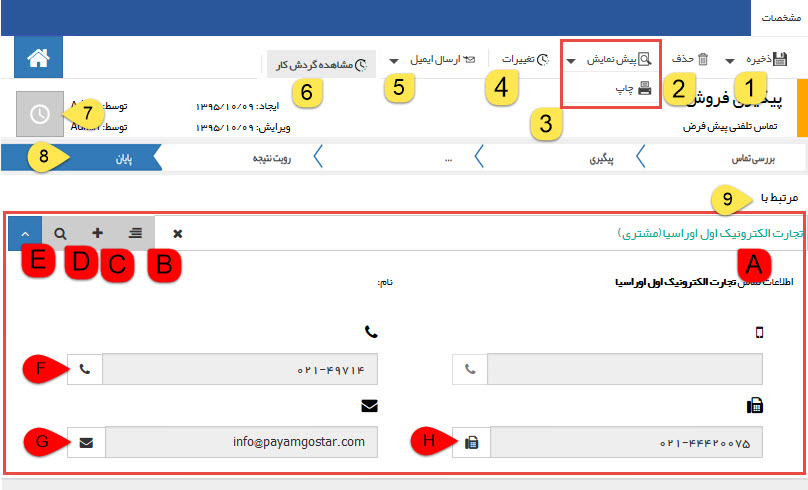 مشخصات
ذخیره حذف پیش نمایش تغییرات ارسال ایمیل مشاهده گردش کار
1 2 4 5 6
چاپ
3
پیگیری فروش
ایجاد: ۱۳۹۵/۱۰/۰۹ توسط:
7
تماس تلفنی پیش فرض
ویرایش: ۱۳۹۵/۱۰/۰۹ توسط: Admin
بررسی تماس پیگیری ... رویت نتیجه پایان 8
مرتبط با 9
تجارت الکترونیک اول اوراسیا(مشتری)
A B C D E
اطلاعات تماس تجارت الکترونیک اول اوراسیا نام:
۰۲۱-۴۹۷۱۴ F
۰۲۱-۴۴۴۲۰۰۷۵ H info@payamgostar.com G